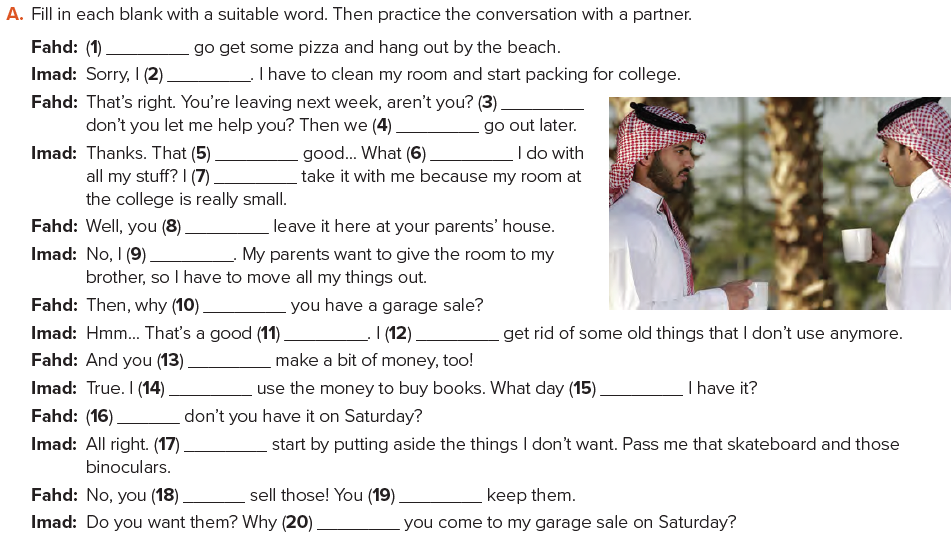 A. Fill in each blank with a suitable word. Then practice the conversation with a partner.
Fahd: (1) _________ go get some pizza and hang out by the beach.
Imad: Sorry, I (2) _________. I have to clean my room and start packing for college.
Fahd: That’s right. You’re leaving next week, aren’t you? (3) _________
don’t you let me help you? Then we (4) _________ go out later.
Imad: Thanks. That (5) _________ good... What (6) _________ I do with
all my stuff? I (7) _________ take it with me because my room at
the college is really small.
Fahd: Well, you (8) _________ leave it here at your parents’ house.
Imad: No, I (9) _________. My parents want to give the room to my
brother, so I have to move all my things out.
Fahd: Then, why (10) _________ you have a garage sale?
Imad: Hmm... That’s a good (11) _________. I (12) _________ get rid of some old things that I don’t use anymore.
Fahd: And you (13) _________ make a bit of money, too!
Imad: True. I (14) _________ use the money to buy books. What day (15) _________ I have it?
Fahd: (16) _______ don’t you have it on Saturday?
Imad: All right. (17) _________ start by putting aside the things I don’t want. Pass me that skateboard and those
binoculars.
Fahd: No, you (18) _______ sell those! You (19) _________ keep them.
Imad: Do you want them? Why (20) _________ you come to my garage sale on Saturday?